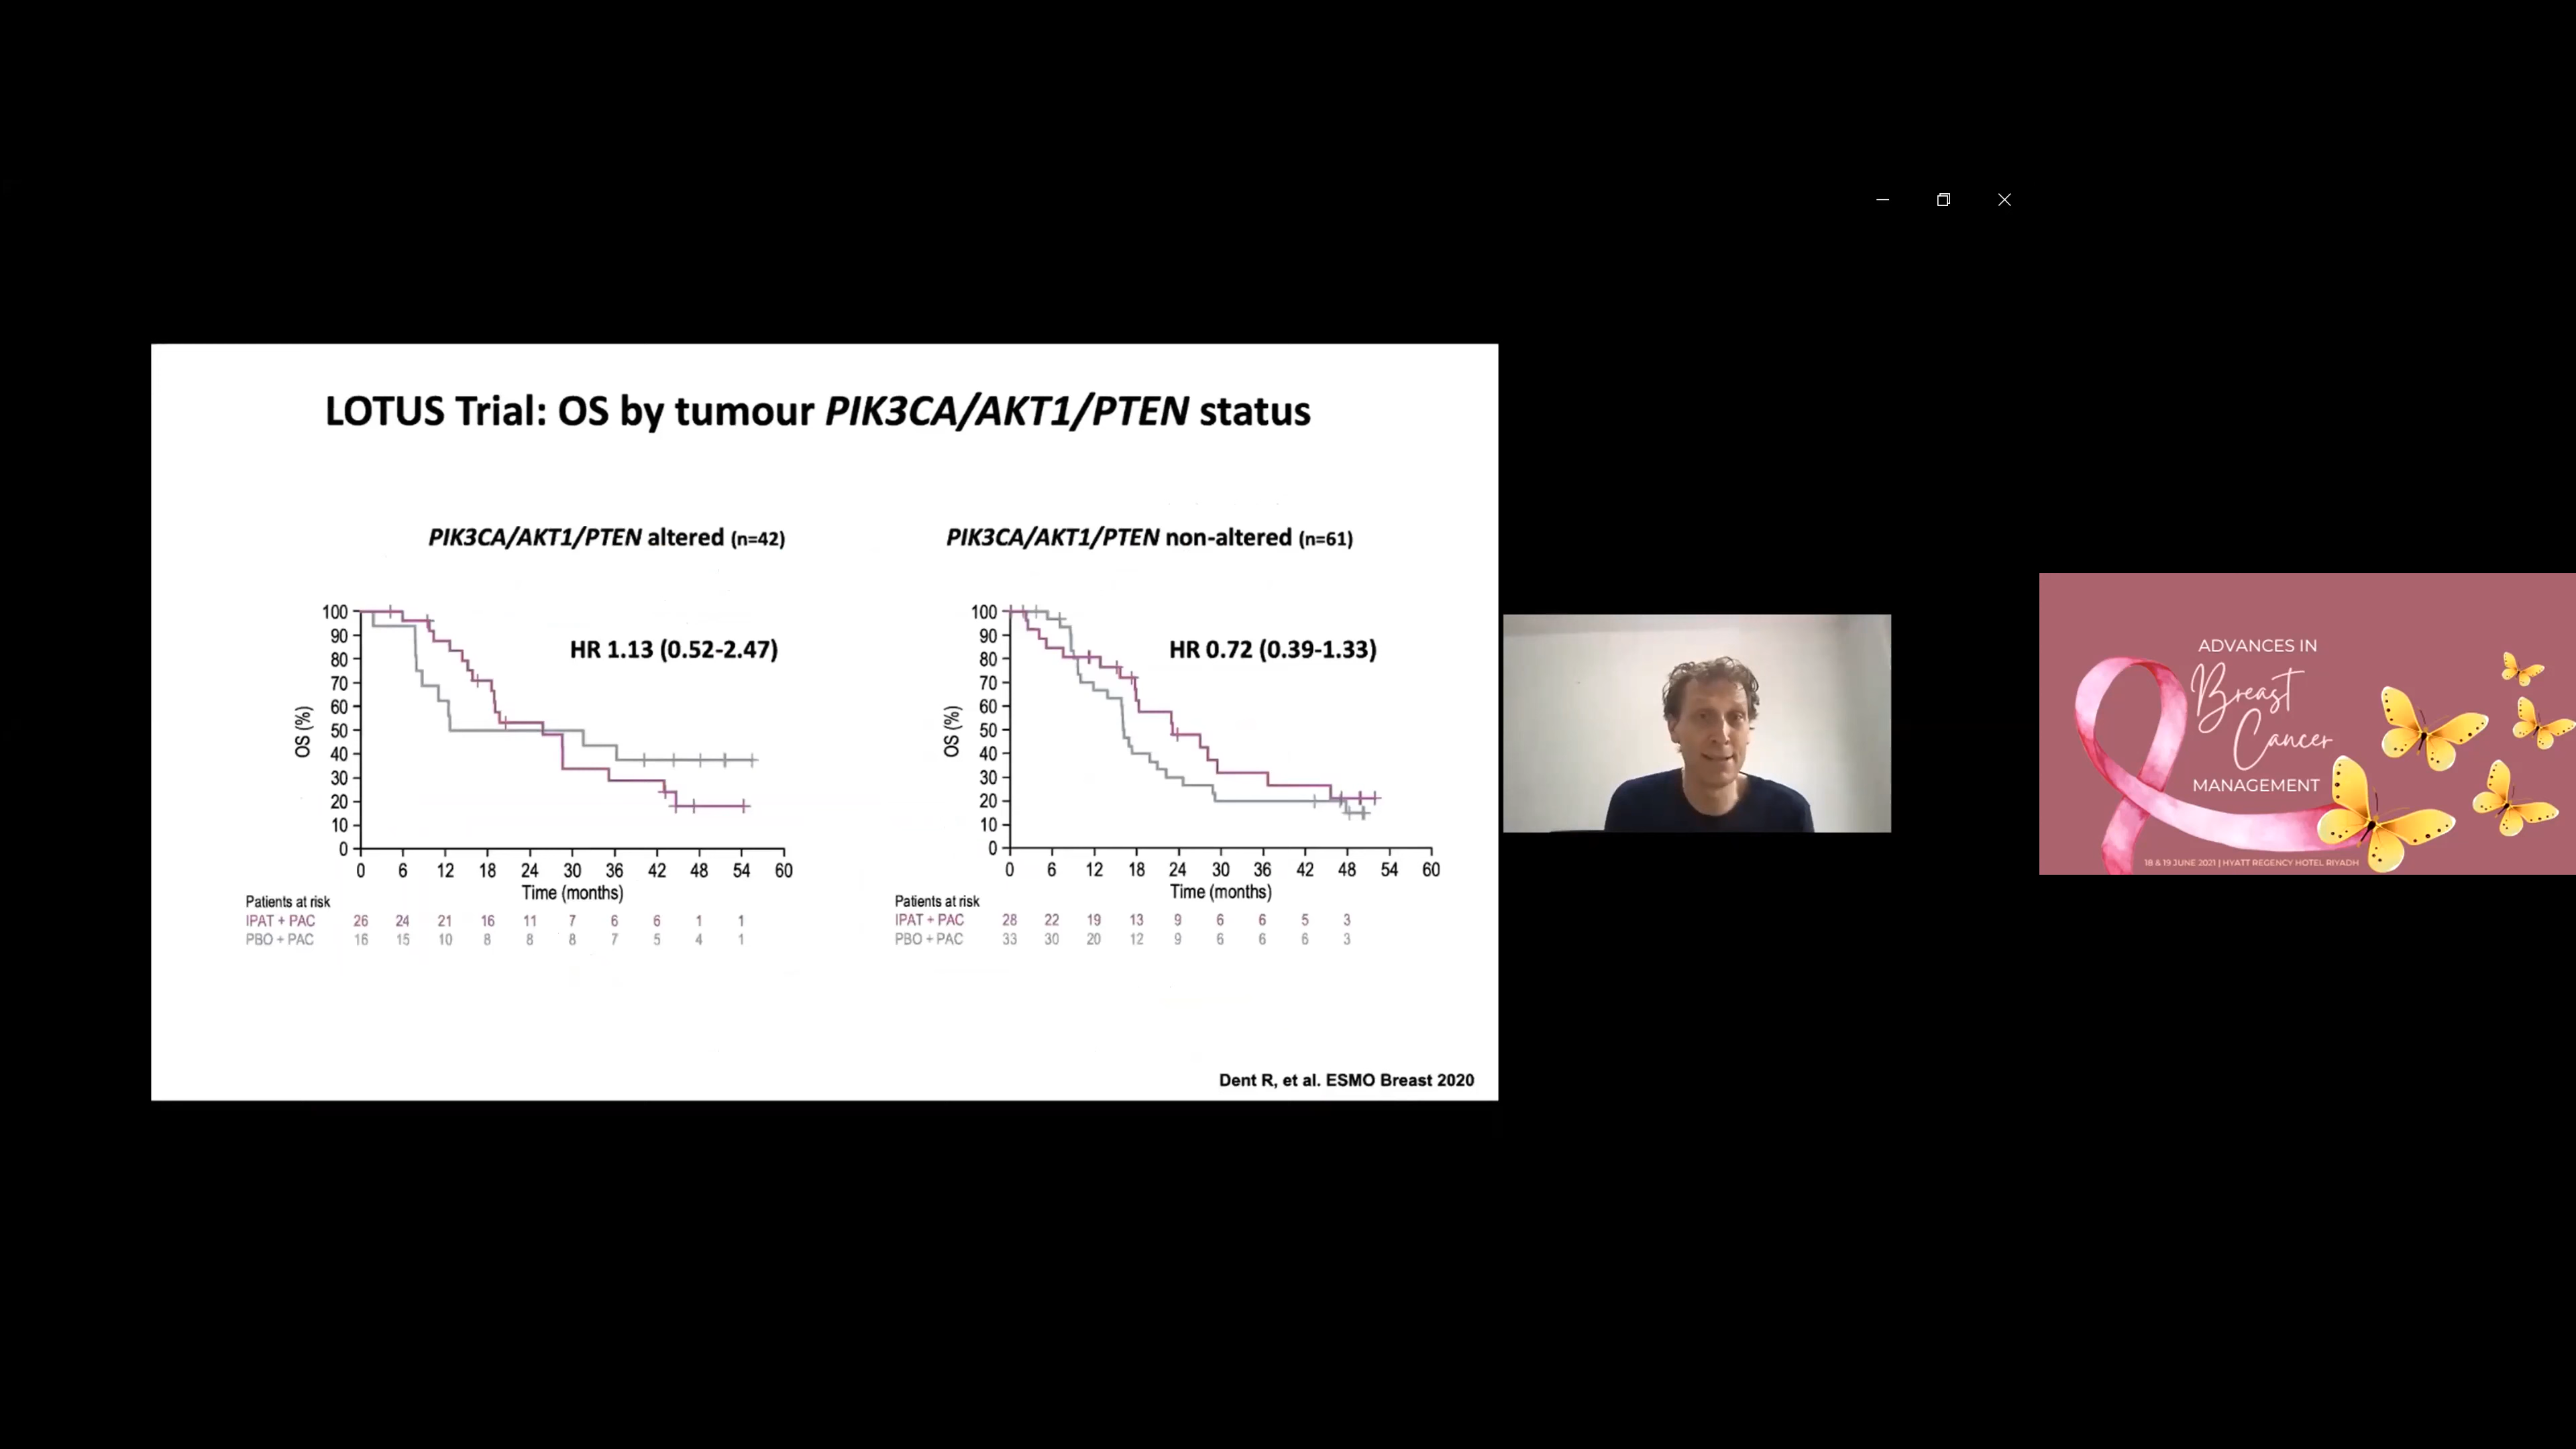 LOTUS Trial: OS by tumour PIK3CA/AKT1/PTEN status
PIK3CA/AKT1/PTEN altered (n=42)
100
90
80
70
60
50
40
30
20
10
0
OS (%)
HR 1.13 (0.52-2.47)
0 6 12 18 24 30 36 42 48 54 60
Time (months)
Patients at risk
IPAT + PAC 26 24 21 16 11 7 6 6 1 1
PBO + PAC 16 15 10 8 8 8 7 5 4 1
PIK3CA/AKT1/PTEN non-altered (n=61)
100
90
80
70
60
50
40
30
20
10
0
OS (%)
HR 0.72 (0.39-1.33)
0 6 12 18 24 30 36 42 48 54 60
Time (months)
Patients at risk
IPAT + PAC 28 22 19 13 9 6 6 5 3
PBO + PAC 33 30 20 12 9 6 6 6 3
Dent R, et al. ESMO Breast 2020
ADVANCES IN
Breast
Cancer
MANAGEMENT
18 & 19 JUNE 2021 | HYATT REGENCY HOTEL RIYADH